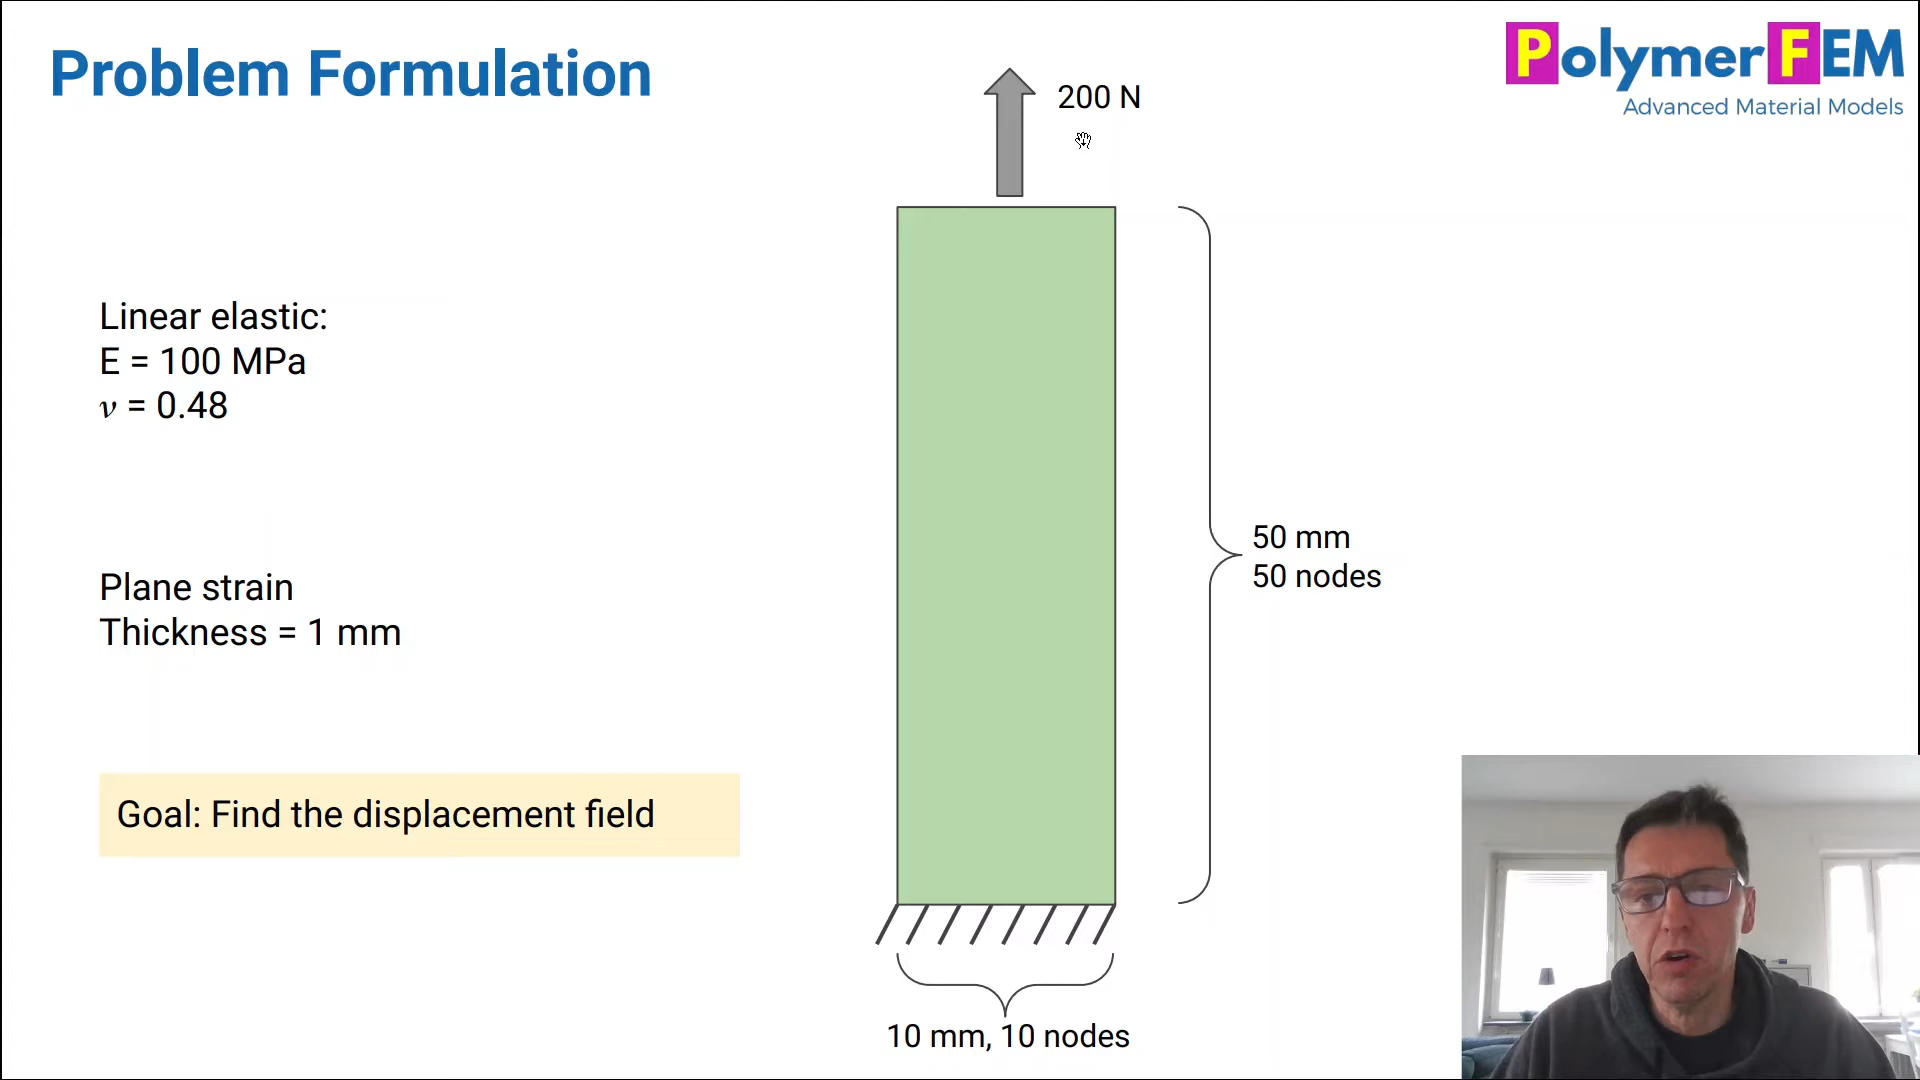 Problem Formulation
PolymerFEM
Advanced Material Models
200 N
Linear elastic:
E = 100 MPa
ν = 0.48
50 mm
50 nodes
Plane strain
Thickness = 1 mm
Goal: Find the displacement field
10 mm, 10 nodes